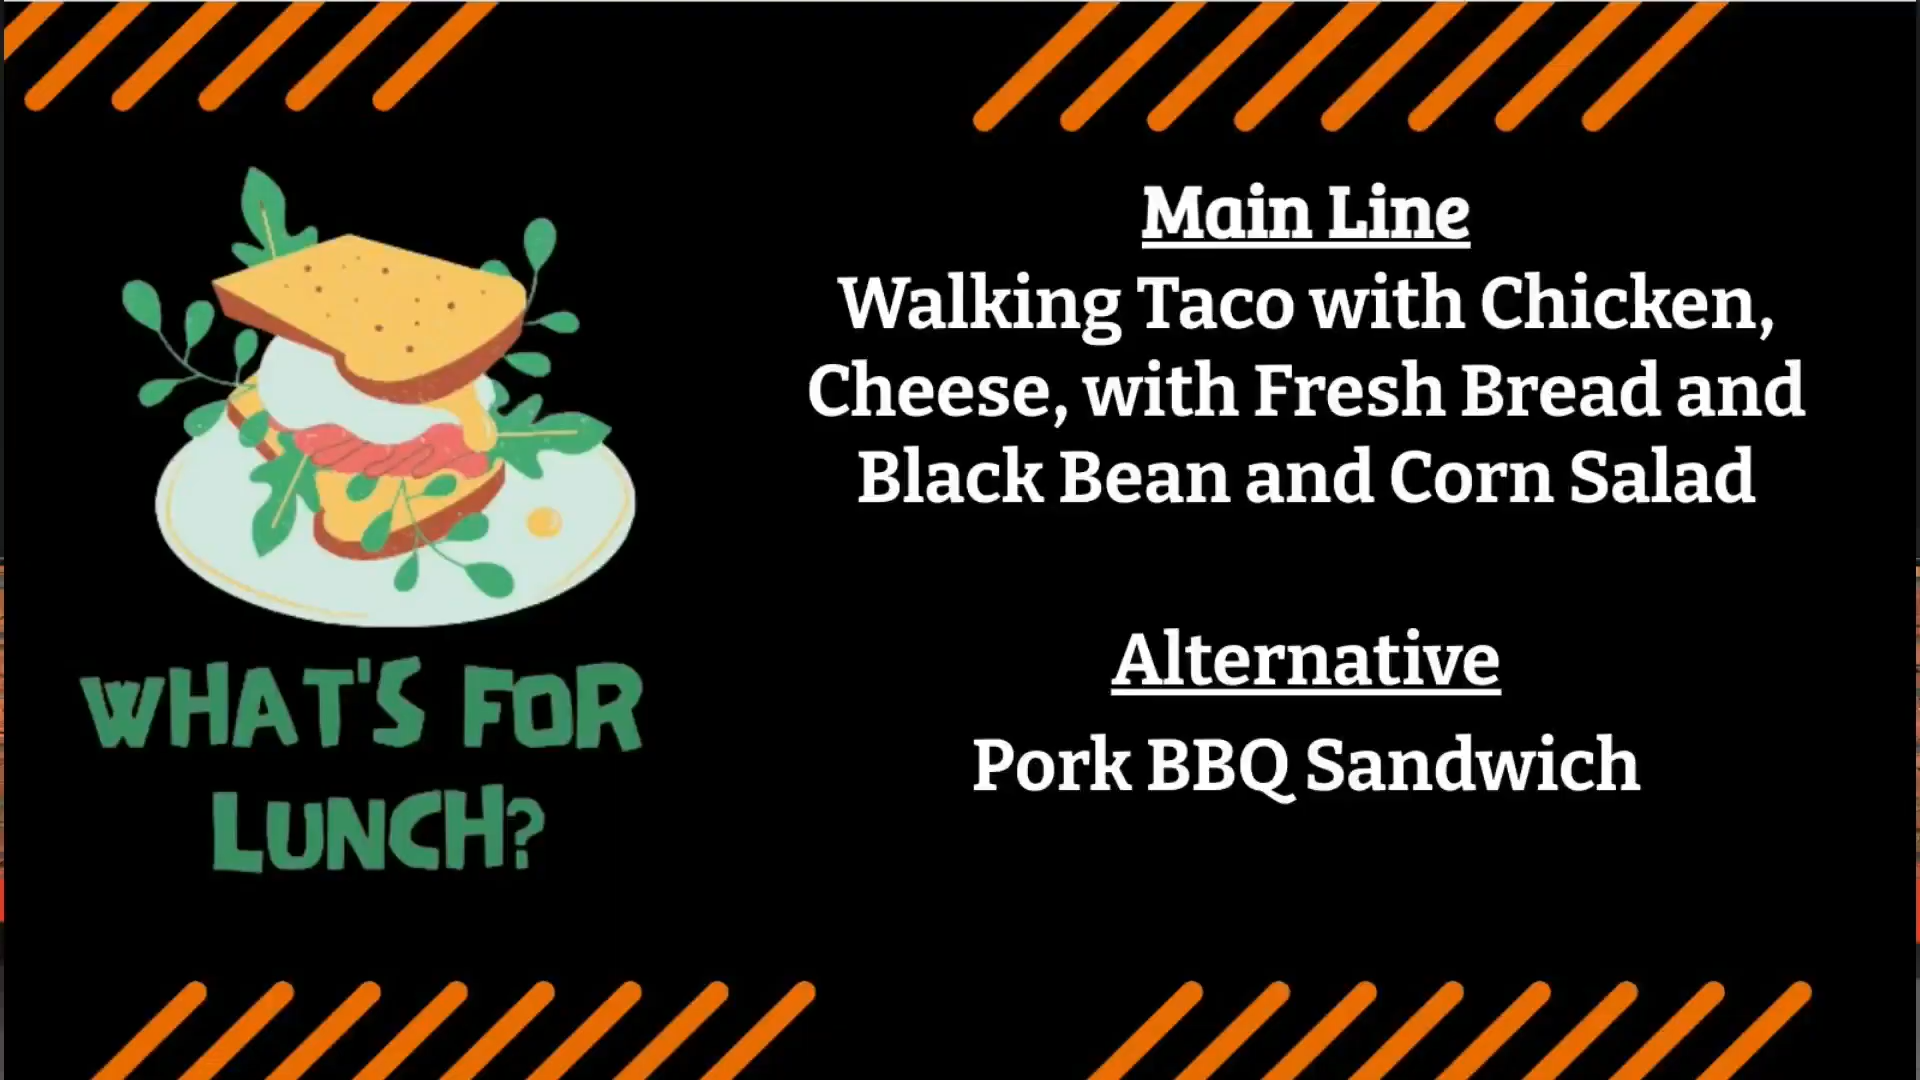 WHAT'S FOR
LUNCH?
Main Line
Walking Taco with Chicken,
Cheese, with Fresh Bread and
Black Bean and Corn Salad
Alternative
Pork BBQ Sandwich